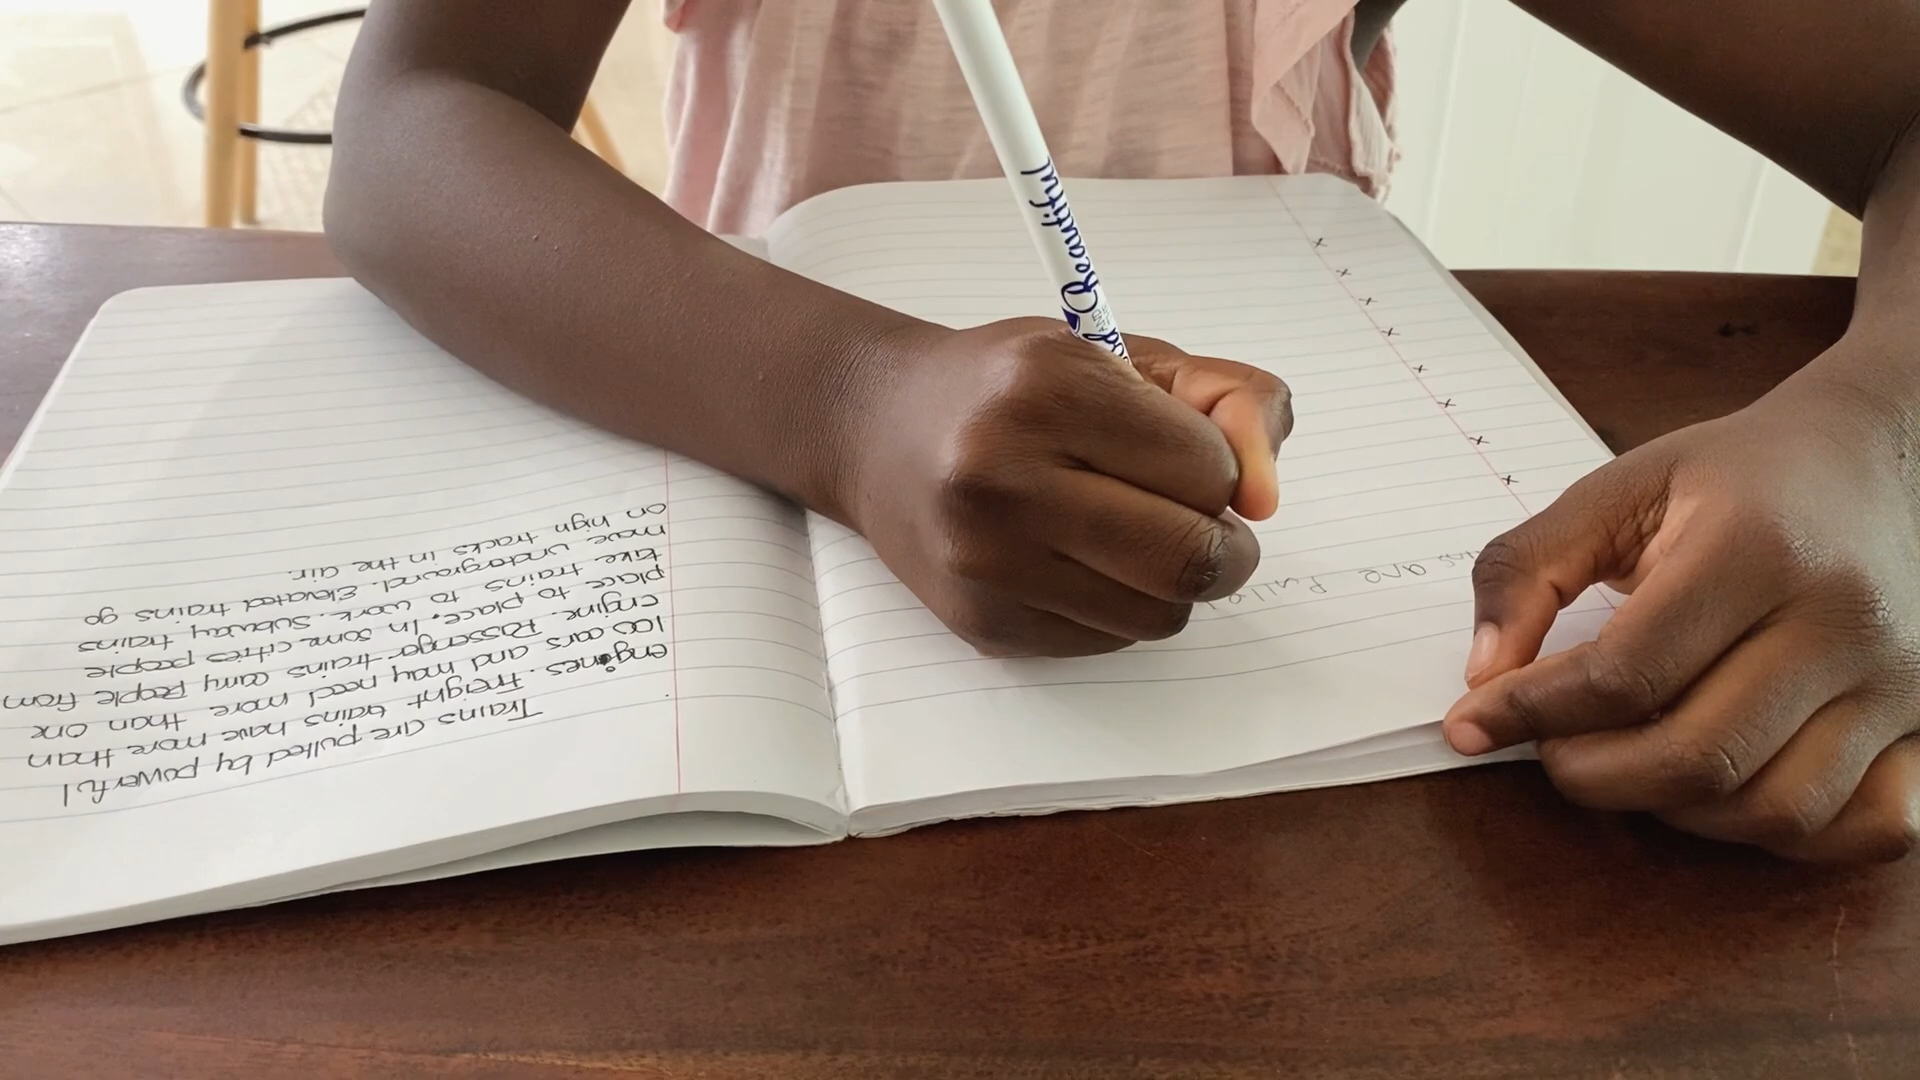 Trains are pulled by powerful
engines. Freight trains have more than
100 cars and may need more than one
engine. Passenger trains carry people from
place to place. In some cities people
take trains to work. Subway trains
move underground. Elevated trains go
on high tracks in the air.
are
x
x
x
x
x
x
x
x
AND Beautiful